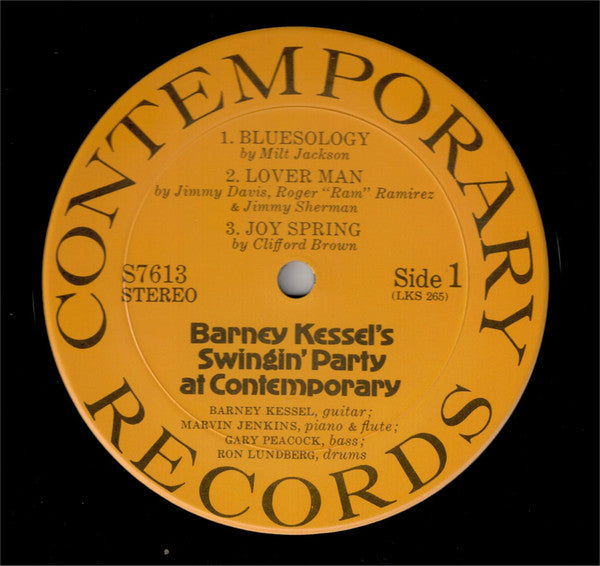 CONTEMPORARY
1. BLUESOLOGY
by Milt Jackson
2. LOVER MAN
by Jimmy Davis, Roger "Ram" Ramirez
& Jimmy Sherman
3. JOY SPRING
by Clifford Brown
S7613
STEREO
Side 1
(LKS 265)
Barney Kessel's
Swingin' Party
at Contemporary
BARNEY KESSEL, guitar;
MARVIN JENKINS, piano & flute;
GARY PEACOCK, bass;
RON LUNDBERG, drums
RECORDS